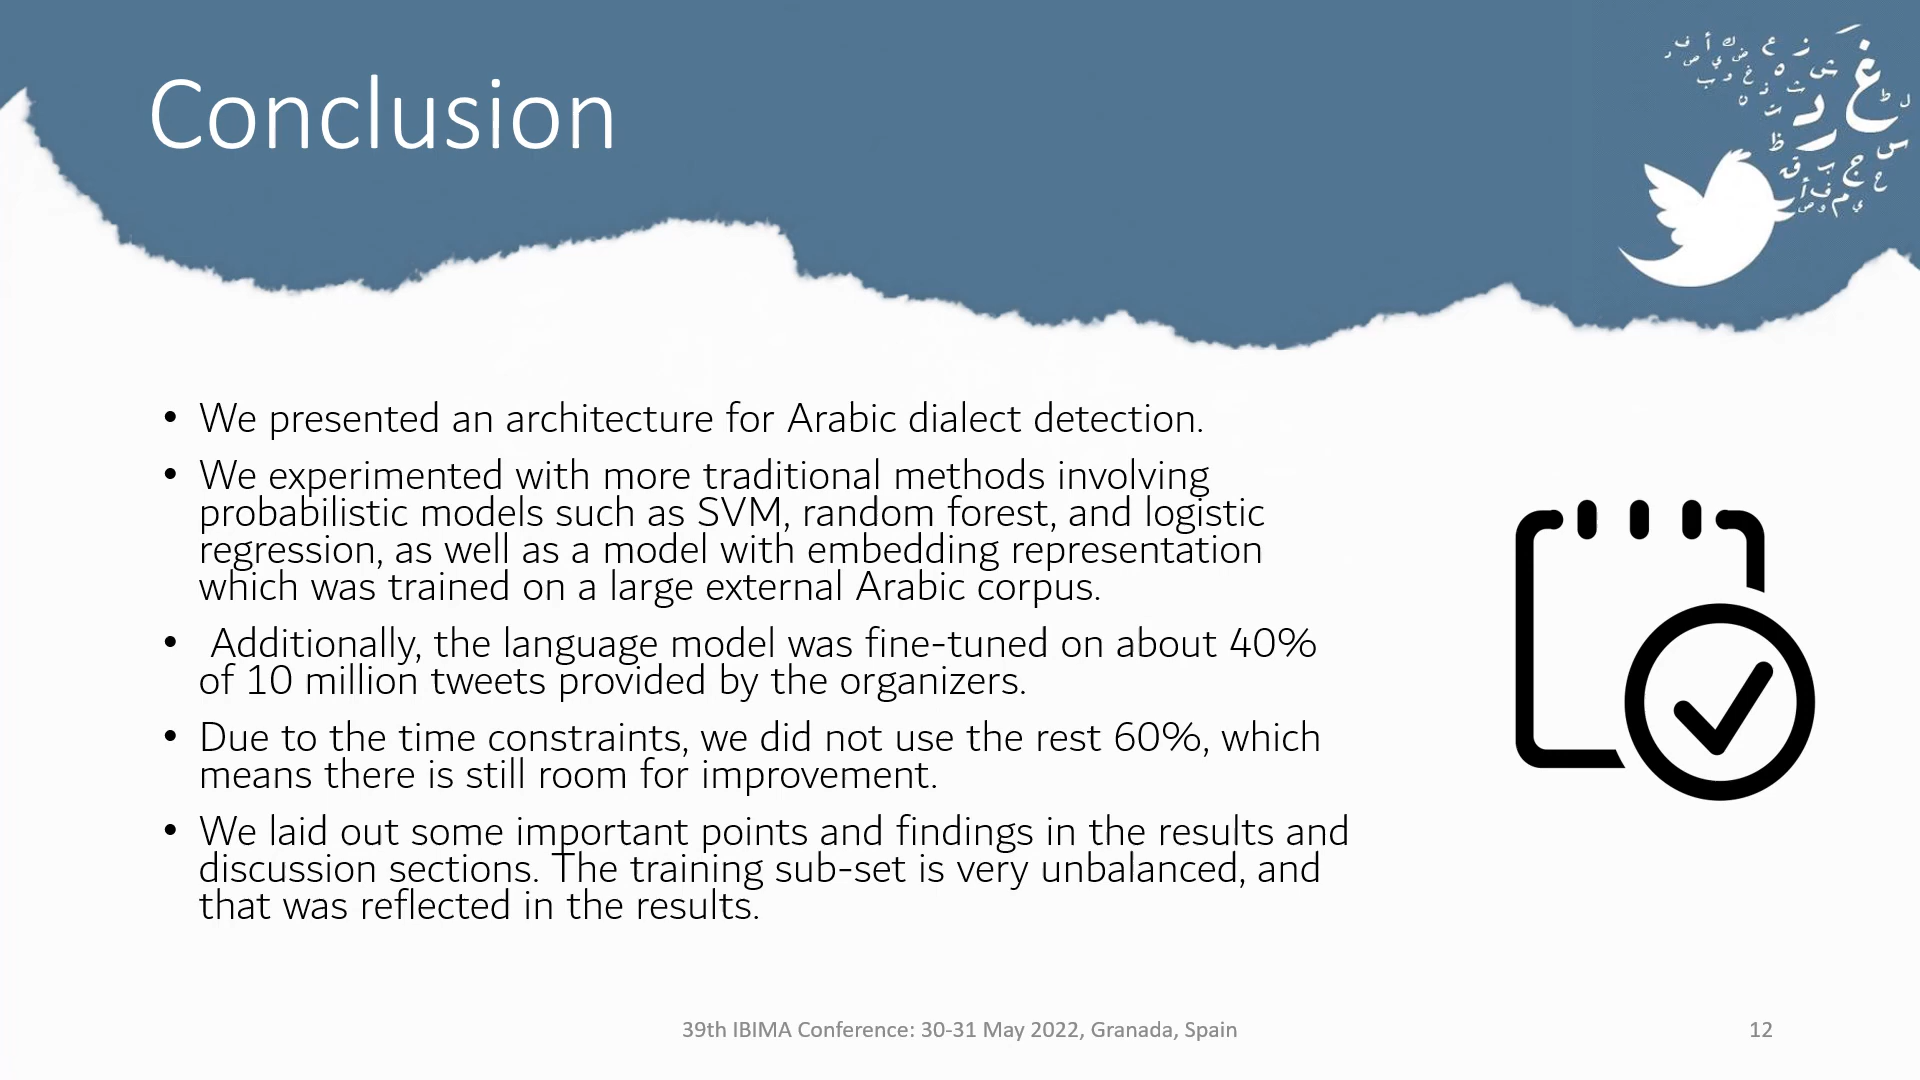 Conclusion
• We presented an architecture for Arabic dialect detection.
• We experimented with more traditional methods involving
probabilistic models such as SVM, random forest, and logistic
regression, as well as a model with embedding representation
which was trained on a large external Arabic corpus.
• Additionally, the language model was fine-tuned on about 40%
of 10 million tweets provided by the organizers.
• Due to the time constraints, we did not use the rest 60%, which
means there is still room for improvement.
• We laid out some important points and findings in the results and
discussion sections. The training sub-set is very unbalanced, and
that was reflected in the results.
39th IBIMA Conference: 30-31 May 2022, Granada, Spain
12